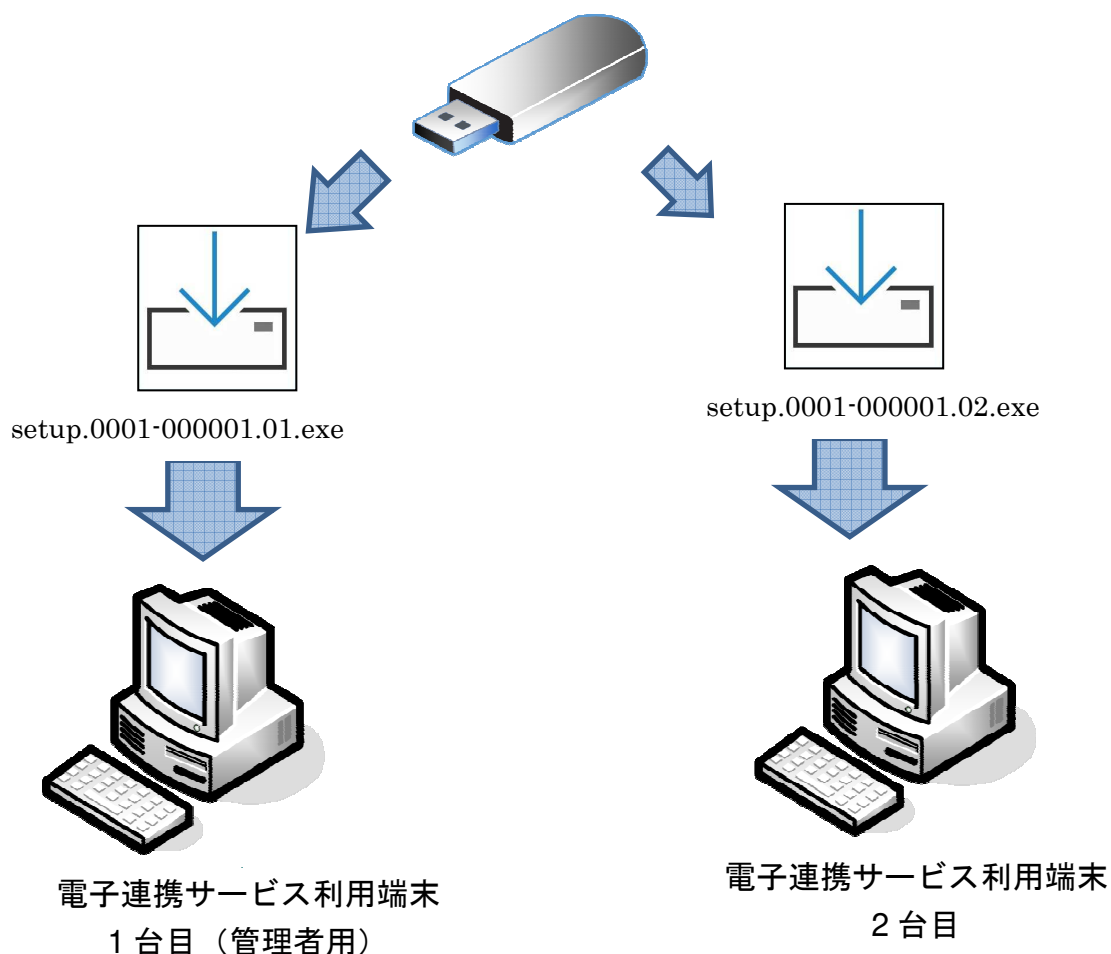 setup.0001-000001.01.exe
setup.0001-000001.02.exe
電子連携サービス利用端末
1 台目（管理者用）
電子連携サービス利用端末
2 台目